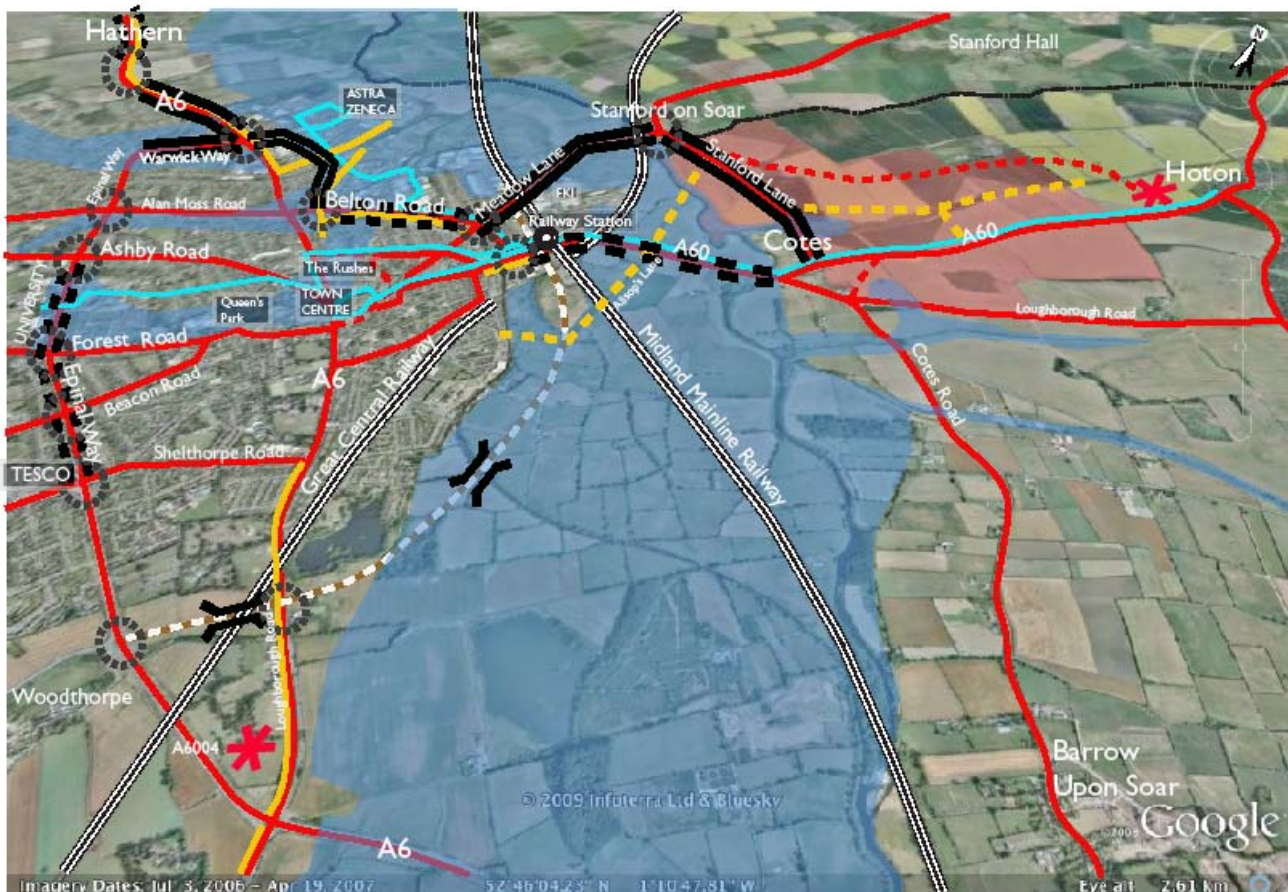 Hathern
Stanford Hall
N
A6
ASTRA
ZENECA
Stanford on Soar
Warwick Way
Epinal Way
Meadow Lane
Stanford Lane
Hoton
Alan Moss Road
Belton Road
FKI
Railway Station
A60
Cotes
A60
Ashby Road
The Rushes
UNIVERSITY
Queen's
Park
TOWN
CENTRE
Allsop's Lane
Loughborough Road
Forest Road
A6
Epinal Way
Beacon Road
Great Central Railway
Midland Mainline Railway
Cotes Road
Shelthorpe Road
TESCO
Loughborough Road
Woodthorpe
A6004
Barrow
Upon Soar
© 2009 Infoterra Ltd & Bluesky
©2008 Google
A6
Imagery Dates: Jul 3, 2006 - Apr 19, 2007
52°46'04.23" N 1°10'47.81" W
Eye alt 2.61 km